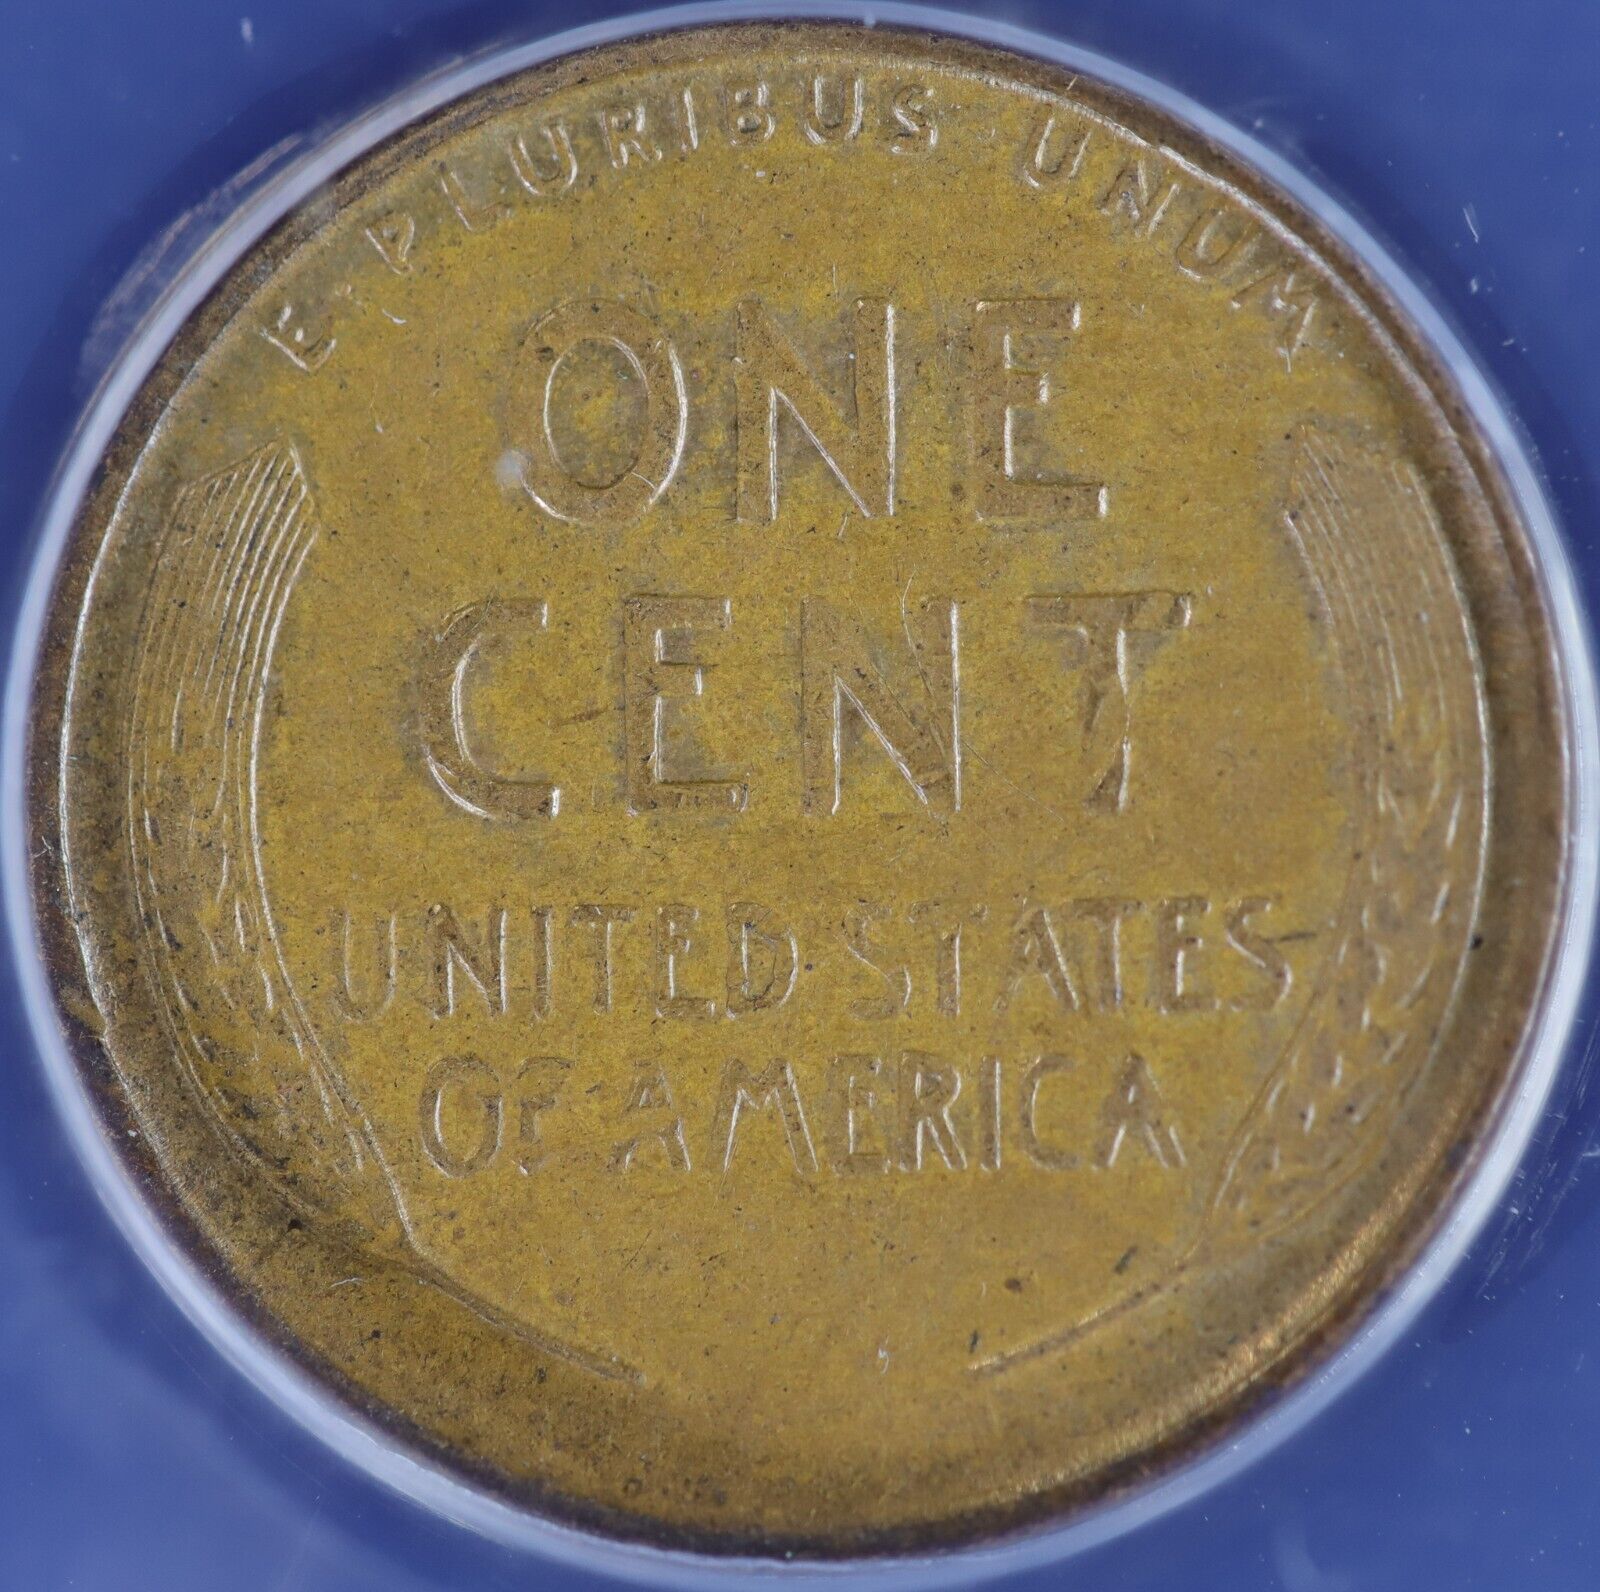 E PLURIBUS UNUM
ONE
CENT
UNITED STATES
OF AMERICA